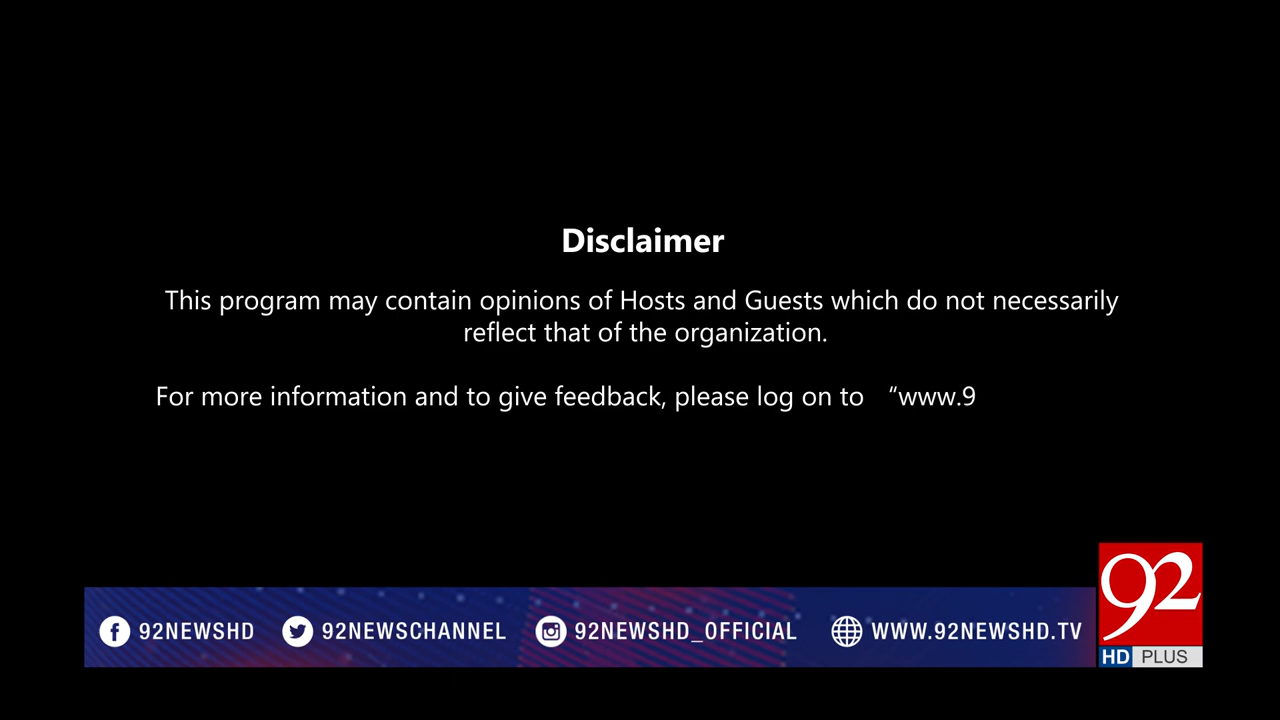 Disclaimer
This program may contain opinions of Hosts and Guests which do not necessarily
reflect that of the organization.
For more information and to give feedback, please log on to “www.9
92NEWSHD 92NEWSCHANNEL 92NEWSHD_OFFICIAL WWW.92NEWSHD.TV
92
HD PLUS